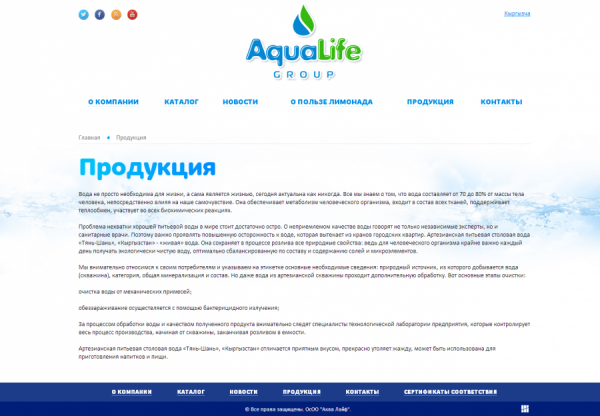 Кыргызча
AquaLife
GROUP
О КОМПАНИИ КАТАЛОГ НОВОСТИ О ПОЛЬЗЕ ЛИМОНАДА ПРОДУКЦИЯ КОНТАКТЫ
Главная Продукция
Продукция
Вода не просто необходима для жизни, а сама является жизнью, сегодня актуальна как никогда. Все мы знаем о том, что вода составляет от 70 до 80% от массы тела
человека, непосредственно влияя на наше самочувствие. Она обеспечивает метаболизм человеческого организма, входит в состав всех тканей, поддерживает
теплообмен, участвует во всех биохимических реакциях.
Проблема нехватки хорошей питьевой воды в мире стоит достаточно остро. О неприемлемом качестве воды говорят не только независимые эксперты, но и
санитарные врачи. Поэтому важно проявлять повышенную осторожность к воде, которая вытекает из кранов городских квартир. Артезианская питьевая столовая вода
«Тянь-Шань», «Кыргызстан» - «живая» вода. Она сохраняет в процессе розлива все природные свойства: ведь для человеческого организма крайне важно каждый
день получать экологически чистую воду, оптимально сбалансированную по составу и содержанию солей и микроэлементов.
Мы внимательно относимся к своим потребителям и указываем на этикетке основные необходимые сведения: природный источник, из которого добывается вода
(скважина), категория, общая минерализация и состав. Но даже вода из артезианской скважины проходит дополнительную обработку. Вот основные этапы очистки:
очистка воды от механических примесей;
обеззараживание осуществляется с помощью бактерицидного излучения;
За процессом обработки воды и качеством полученного продукта внимательно следят специалисты технологической лаборатории предприятия, которые контролирует
весь процесс производства, начиная от скважины, заканчивая розливом в емкости.
Артезианская питьевая столовая вода «Тянь-Шань», «Кыргызстан» отличается приятным вкусом, прекрасно утоляет жажду, может быть использована для
приготовления напитков и пищи.
О КОМПАНИИ КАТАЛОГ НОВОСТИ ПРОДУКЦИЯ КОНТАКТЫ СЕРТИФИКАТЫ СООТВЕТСТВИЯ
© Все права защищены. ОсОО "Аква Лайф".